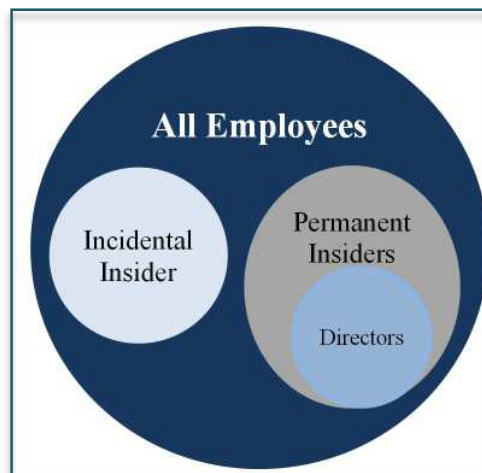 All Employees
Incidental
Insider
Permanent
Insiders
Directors